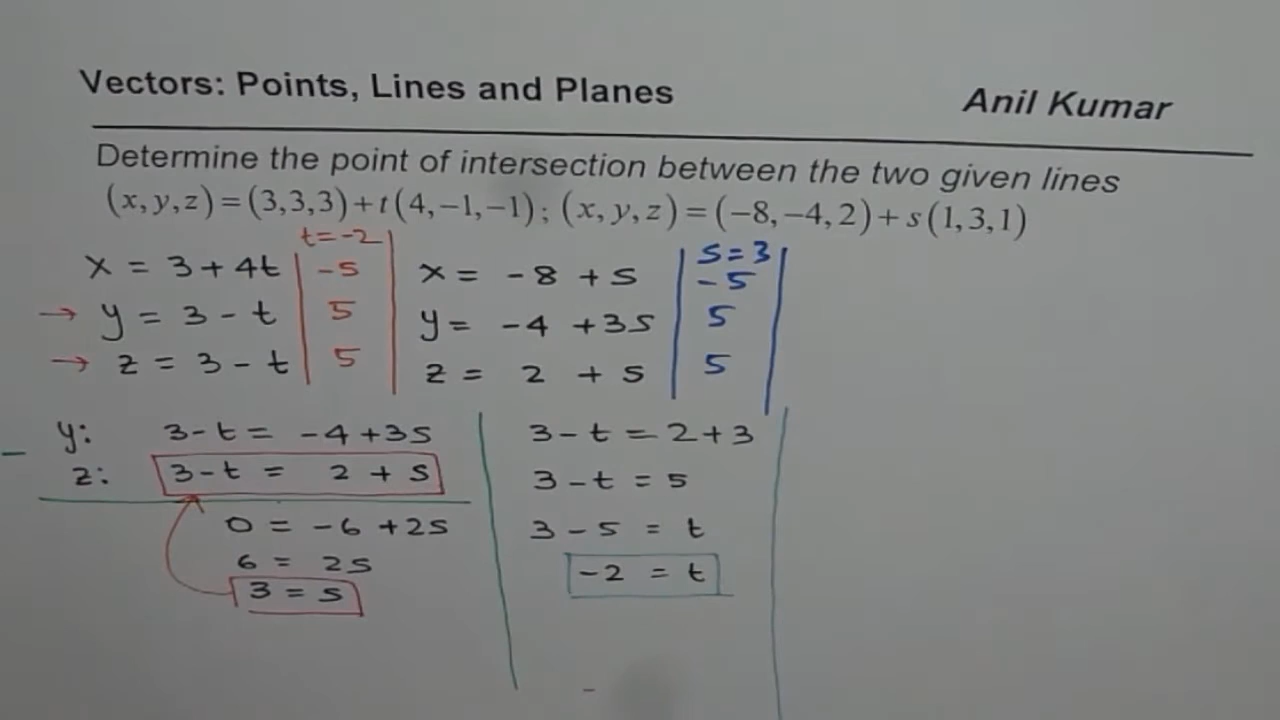 Vectors: Points, Lines and Planes Anil Kumar
Determine the point of intersection between the two given lines
(x, y, z) = (3,3,3) + t(4,−1,−1); (x, y, z) = (−8,−4,2) + s(1,3,1)
t = -2
s = 3
x = 3 + 4t -5 x = -8 + s -5
→ y = 3 - t 5 y = -4 + 3s 5
→ z = 3 - t 5 z = 2 + s 5
y: 3 - t = -4 + 3s 3 - t = 2 + 3
- z: 3 - t = 2 + s 3 - t = 5
0 = -6 + 2s 3 - 5 = t
6 = 2s -2 = t
3 = s